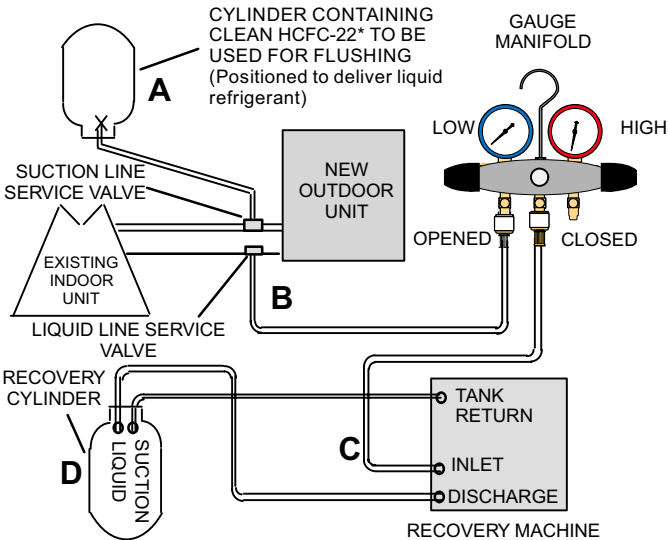 CYLINDER CONTAINING
CLEAN HCFC-22* TO BE
USED FOR FLUSHING
(Positioned to deliver liquid
refrigerant)
A
GAUGE
MANIFOLD
LOW
HIGH
SUCTION LINE
SERVICE VALVE
NEW
OUTDOOR
UNIT
OPENED
CLOSED
EXISTING
INDOOR
UNIT
B
LIQUID LINE SERVICE
VALVE
RECOVERY
CYLINDER
TANK
RETURN
C
D
LIQUID
SUCTION
INLET
DISCHARGE
RECOVERY MACHINE